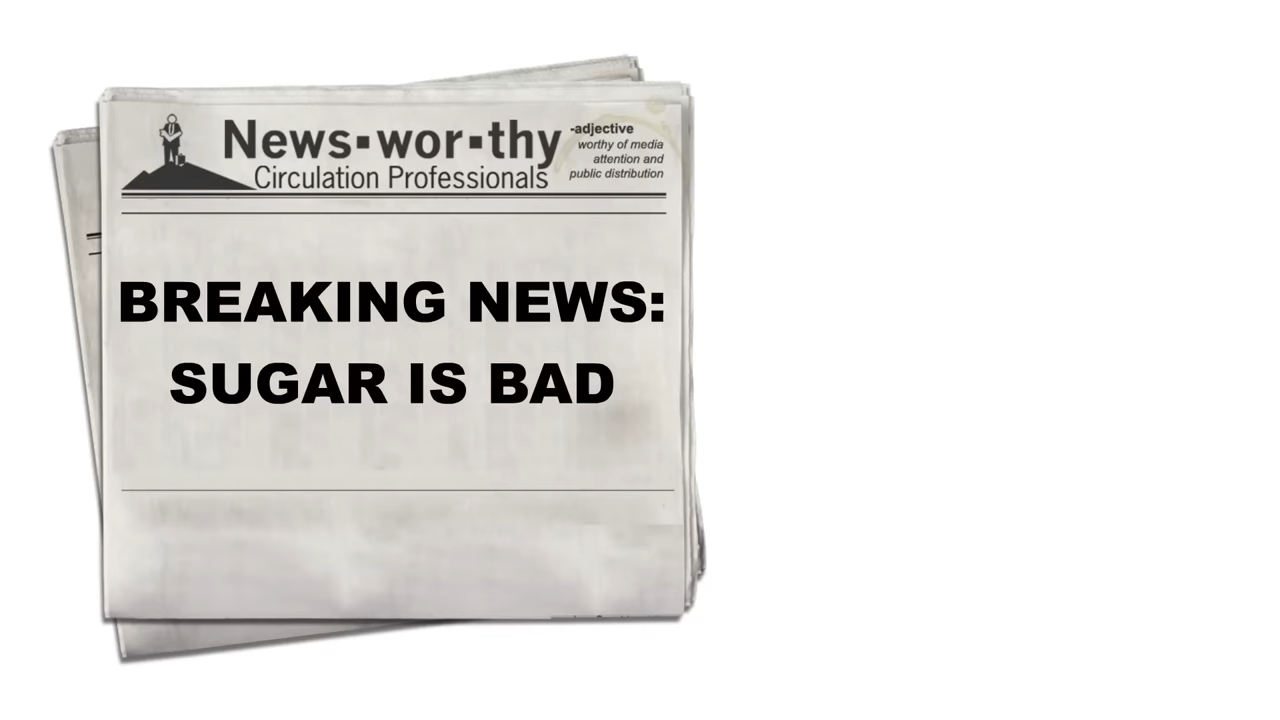 News▪wor▪thy
Circulation Professionals
-adjective
worthy of media
attention and
public distribution
BREAKING NEWS:
SUGAR IS BAD